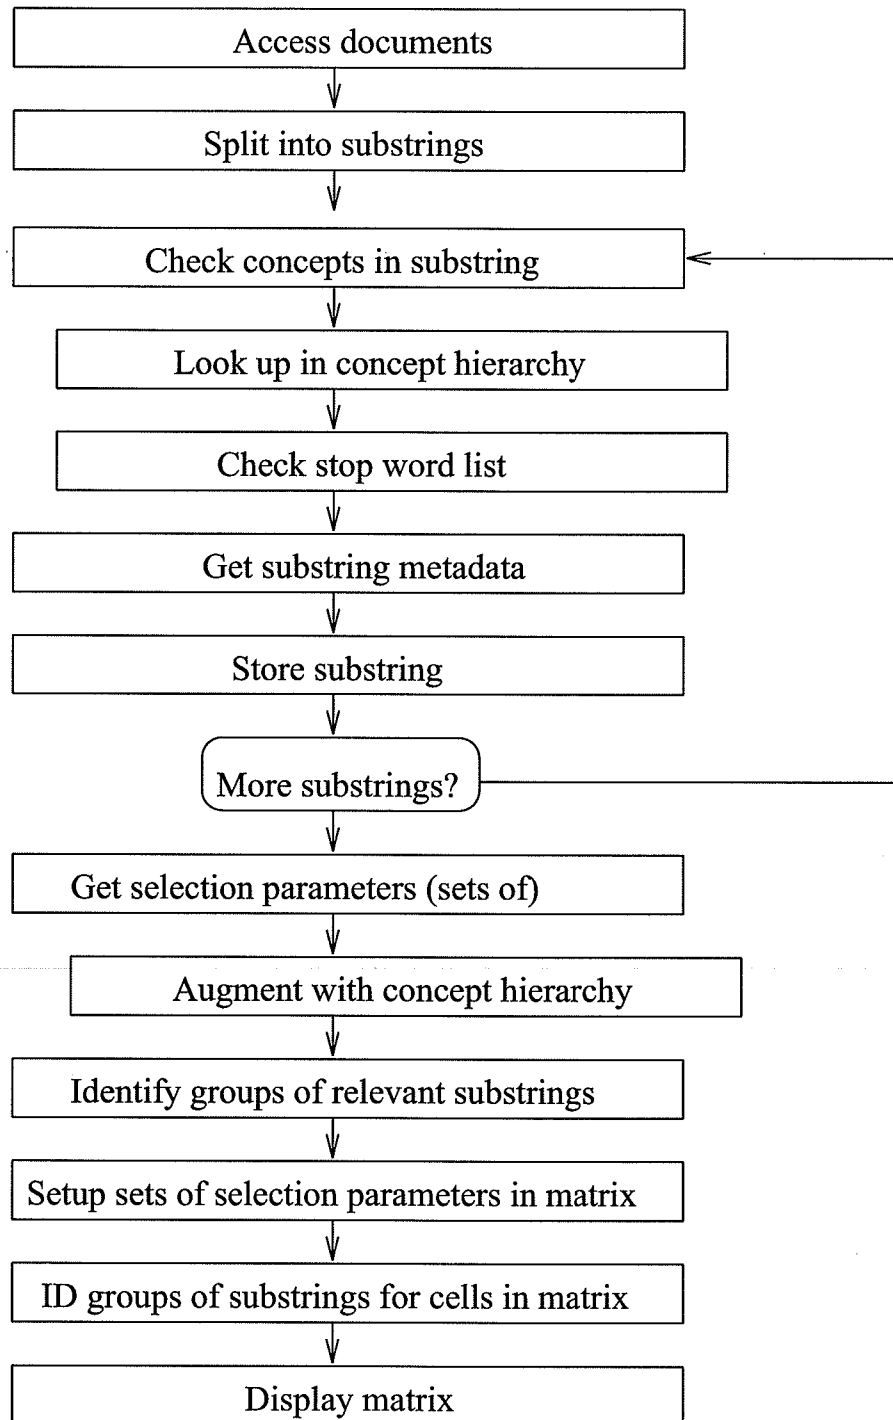 Access documents
Split into substrings
Check concepts in substring
Look up in concept hierarchy
Check stop word list
Get substring metadata
Store substring
More substrings?
Get selection parameters (sets of)
Augment with concept hierarchy
Identify groups of relevant substrings
Setup sets of selection parameters in matrix
ID groups of substrings for cells in matrix
Display matrix